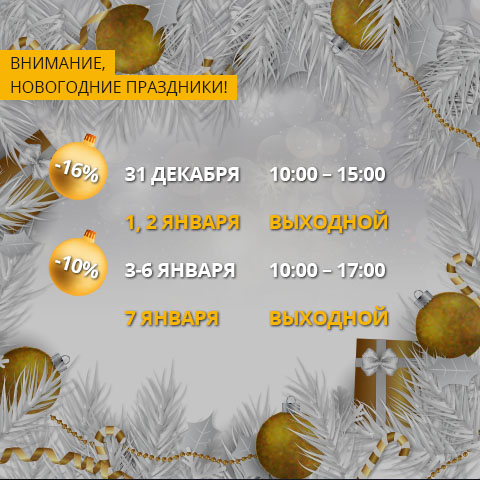 ВНИМАНИЕ,
НОВОГОДНИЕ ПРАЗДНИКИ!
-16% 31 ДЕКАБРЯ 10:00 – 15:00
1, 2 ЯНВАРЯ ВЫХОДНОЙ
-10% 3-6 ЯНВАРЯ 10:00 – 17:00
7 ЯНВАРЯ ВЫХОДНОЙ